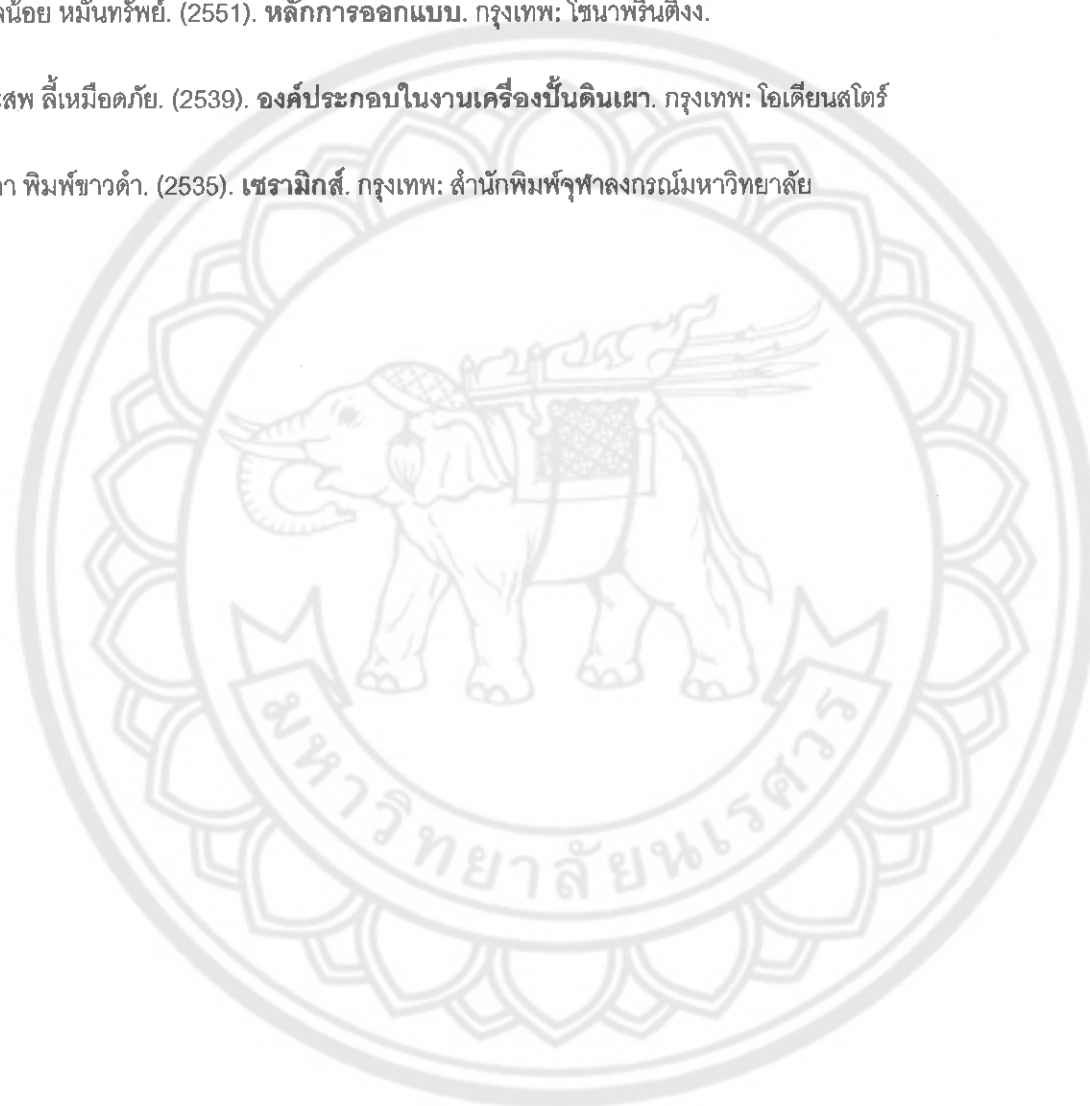 น้อย หมั่นทรัพย์. (2551). หลักการออกแบบ. กรุงเทพ: โซนาพริ้นติ้งง.
สพ ลี้เหมือดภัย. (2539). องค์ประกอบในงานเครื่องปั้นดินเผา. กรุงเทพ: โอเดียนสโตร์
า พิมพ์ขาวดำ. (2535). เซรามิกส์. กรุงเทพ: สำนักพิมพ์จุฬาลงกรณ์มหาวิทยาลัย
มหาวิทยาลัยนเรศวร